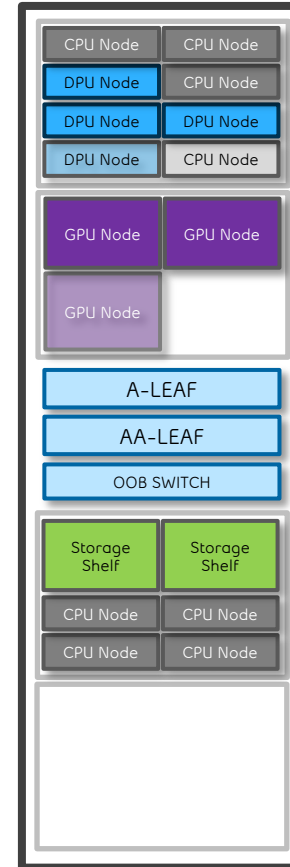 CPU Node CPU Node
DPU Node CPU Node
DPU Node DPU Node
DPU Node CPU Node
GPU Node GPU Node
GPU Node
A-LEAF
AA-LEAF
OOB SWITCH
Storage Storage
Shelf Shelf
CPU Node CPU Node
CPU Node CPU Node